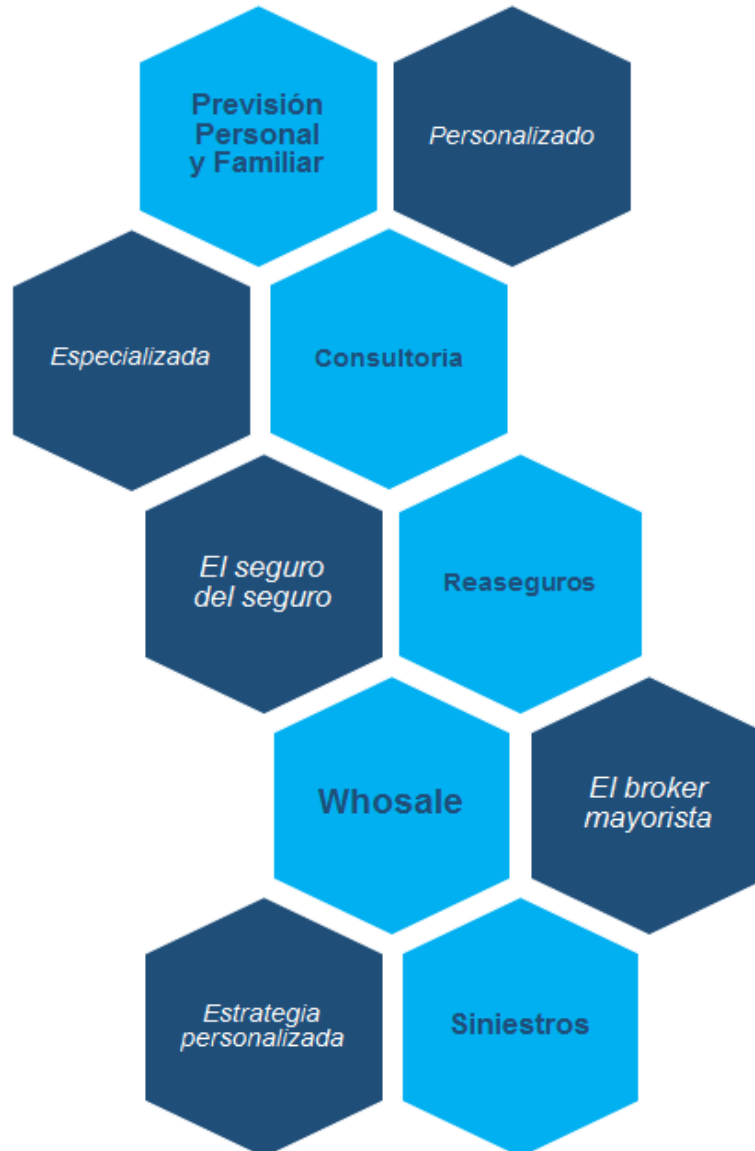 Previsión
Personal
y Familiar
Personalizado
Especializada
Consultoria
El seguro
del seguro
Reaseguros
Whosale
El broker
mayorista
Estrategia
personalizada
Siniestros